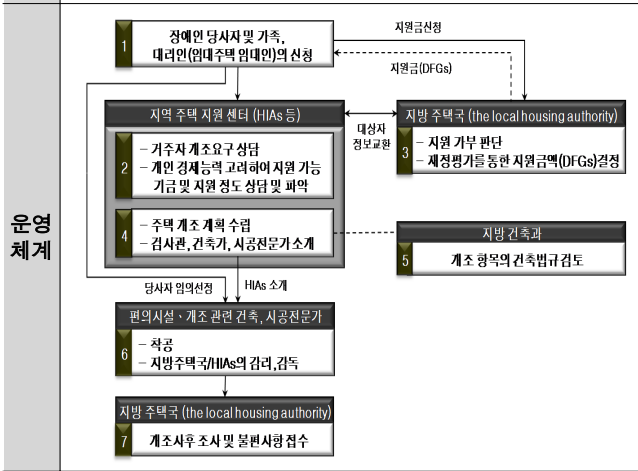 운영
체계
1
장애인 당사자 및 가족,
대리인(임대주택 임대인)의 신청
지원금신청
지원금(DFGs)
지역 주택 지원 센터 (HIAs 등)
2
– 거주자 개조요구 상담
– 개인 경제능력 고려하여 지원 가능
기금 및 지원 정도 상담 및 파악
4
– 주택 개조 계획 수립
– 검사관, 건축가, 시공전문가 소개
대상자
정보교환
지방 주택국 (the local housing authority)
3
– 지원 가부 판단
– 재정평가를 통한 지원금액(DFGs)결정
지방 건축과
5
개조 항목의 건축법규 검토
당사자 임의선정
HIAs 소개
편의시설、개조 관련 건축, 시공전문가
6
– 착공
– 지방주택국/HIAs의 감리,감독
지방 주택국 (the local housing authority)
7
개조사후 조사 및 불편사항 접수